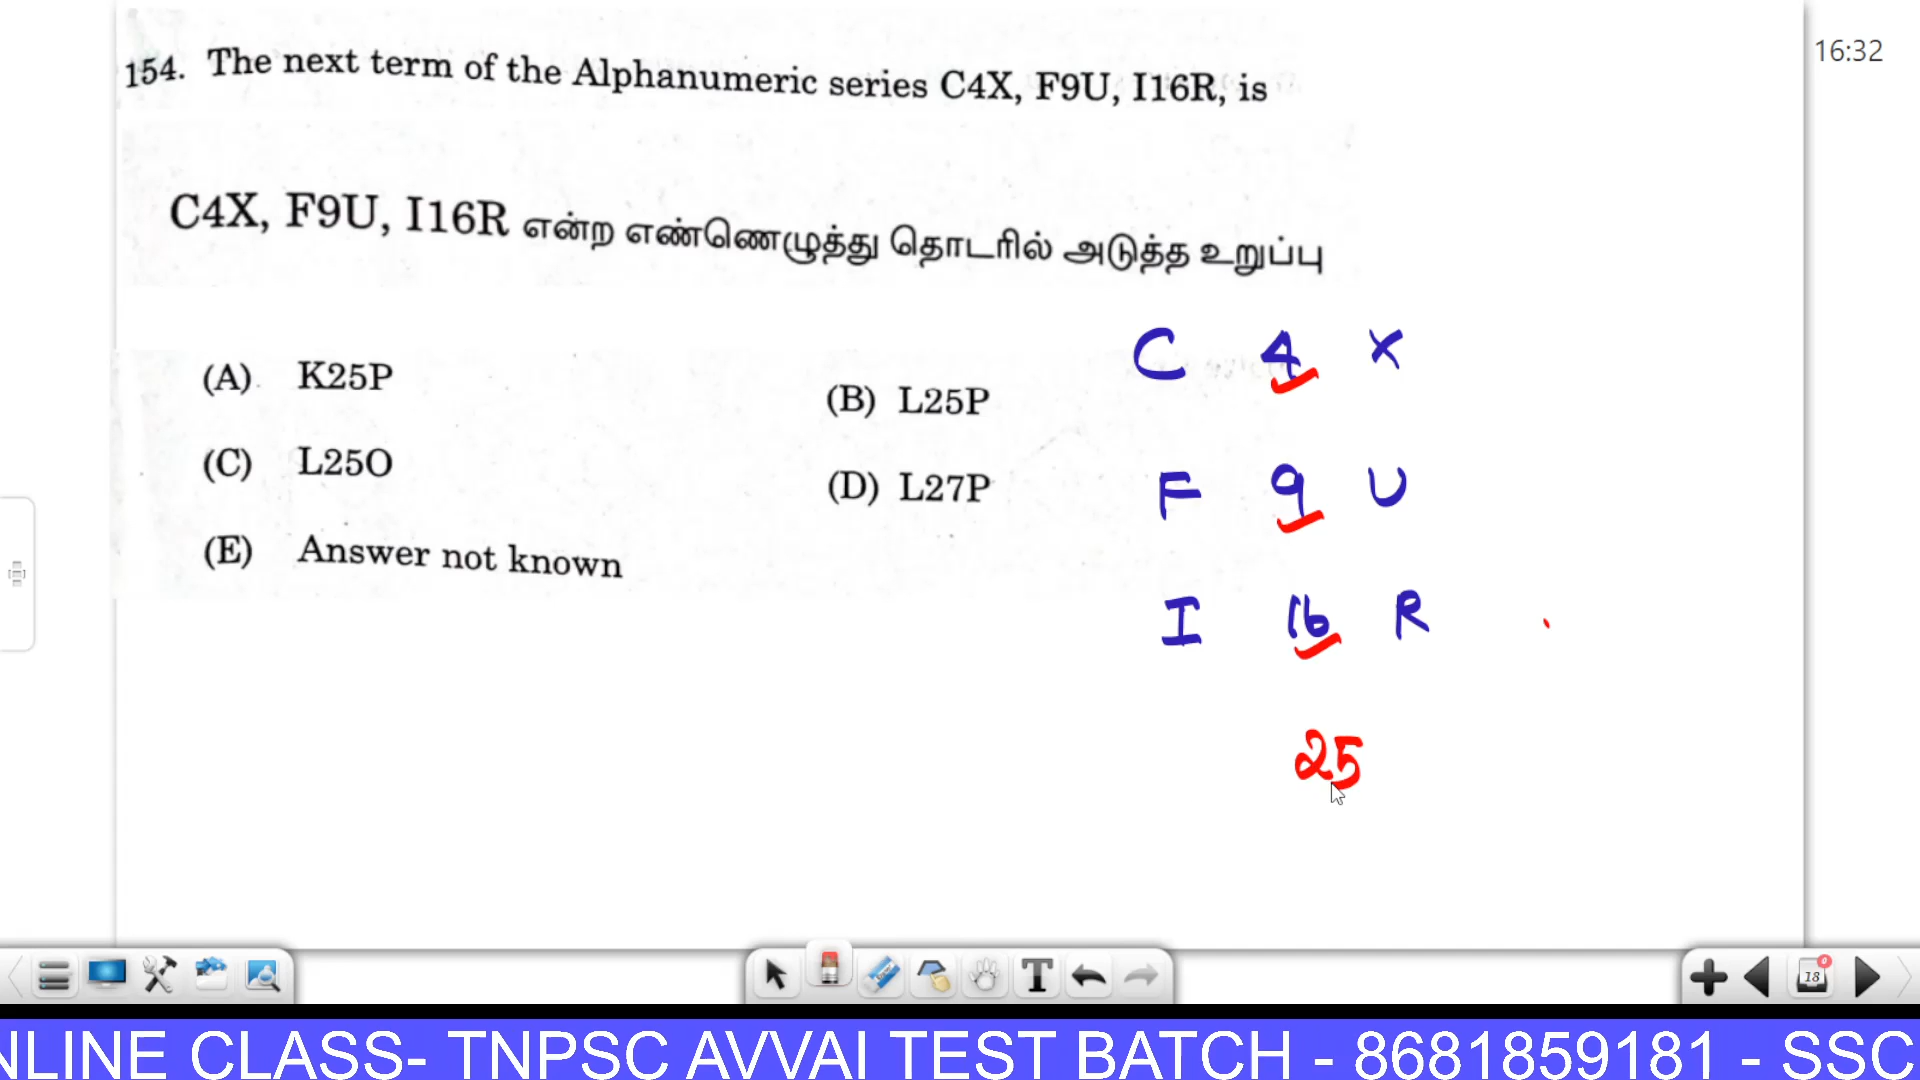 16:32
154. The next term of the Alphanumeric series C4X, F9U, I16R, is
C4X, F9U, I16R என்ற எண்ணெழுத்து தொடரில் அடுத்த உறுப்பு
(A) K25P
(B) L25P
(C) L25O
(D) L27P
(E) Answer not known
C 4 X
F 9 U
I 16 R
25
T
18
0
NLINE CLASS- TNPSC AVVAI TEST BATCH - 8681859181 - SSC